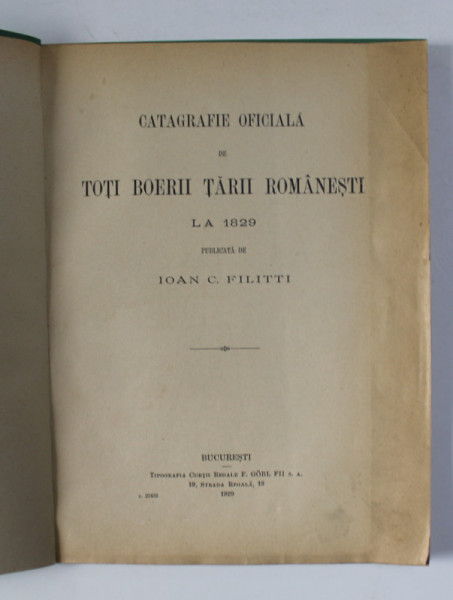 CATAGRAFIE OFICIALĂ
DE
TOȚI BOERII ȚĂRII ROMÂNEȘTI
LA 1829
PUBLICATĂ DE
IOAN C. FILITTI
BUCUREȘTI
TIPOGRAFIA CURȚII REGALE F. GÖBL FII S. A.
19, STRADA REGALĂ, 19
1929